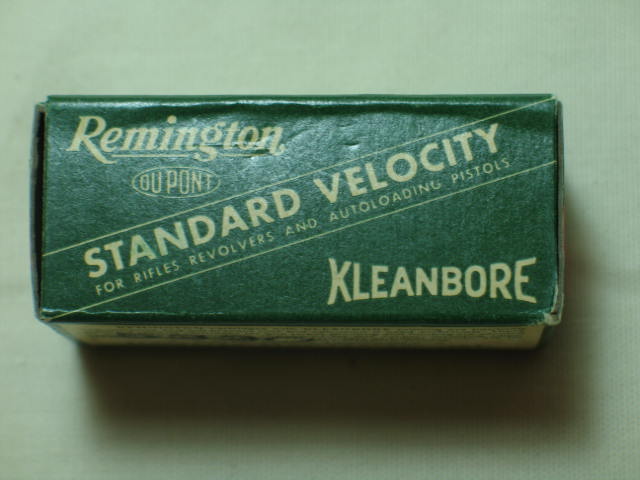 Remington
DU PONT
STANDARD VELOCITY
FOR RIFLES REVOLVERS AND AUTOLOADING PISTOLS
KLEANBORE